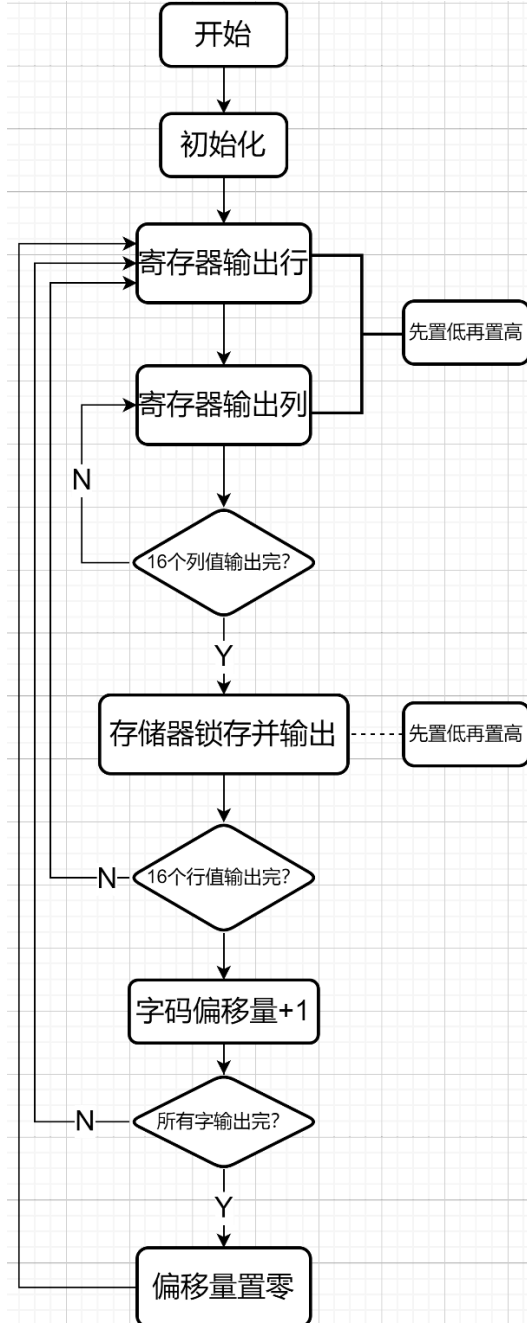 开始
初始化
寄存器输出行
先置低再置高
寄存器输出列
N
16个列值输出完?
Y
存储器锁存并输出
先置低再置高
N
16个行值输出完?
字码偏移量+1
N
所有字输出完?
Y
偏移量置零